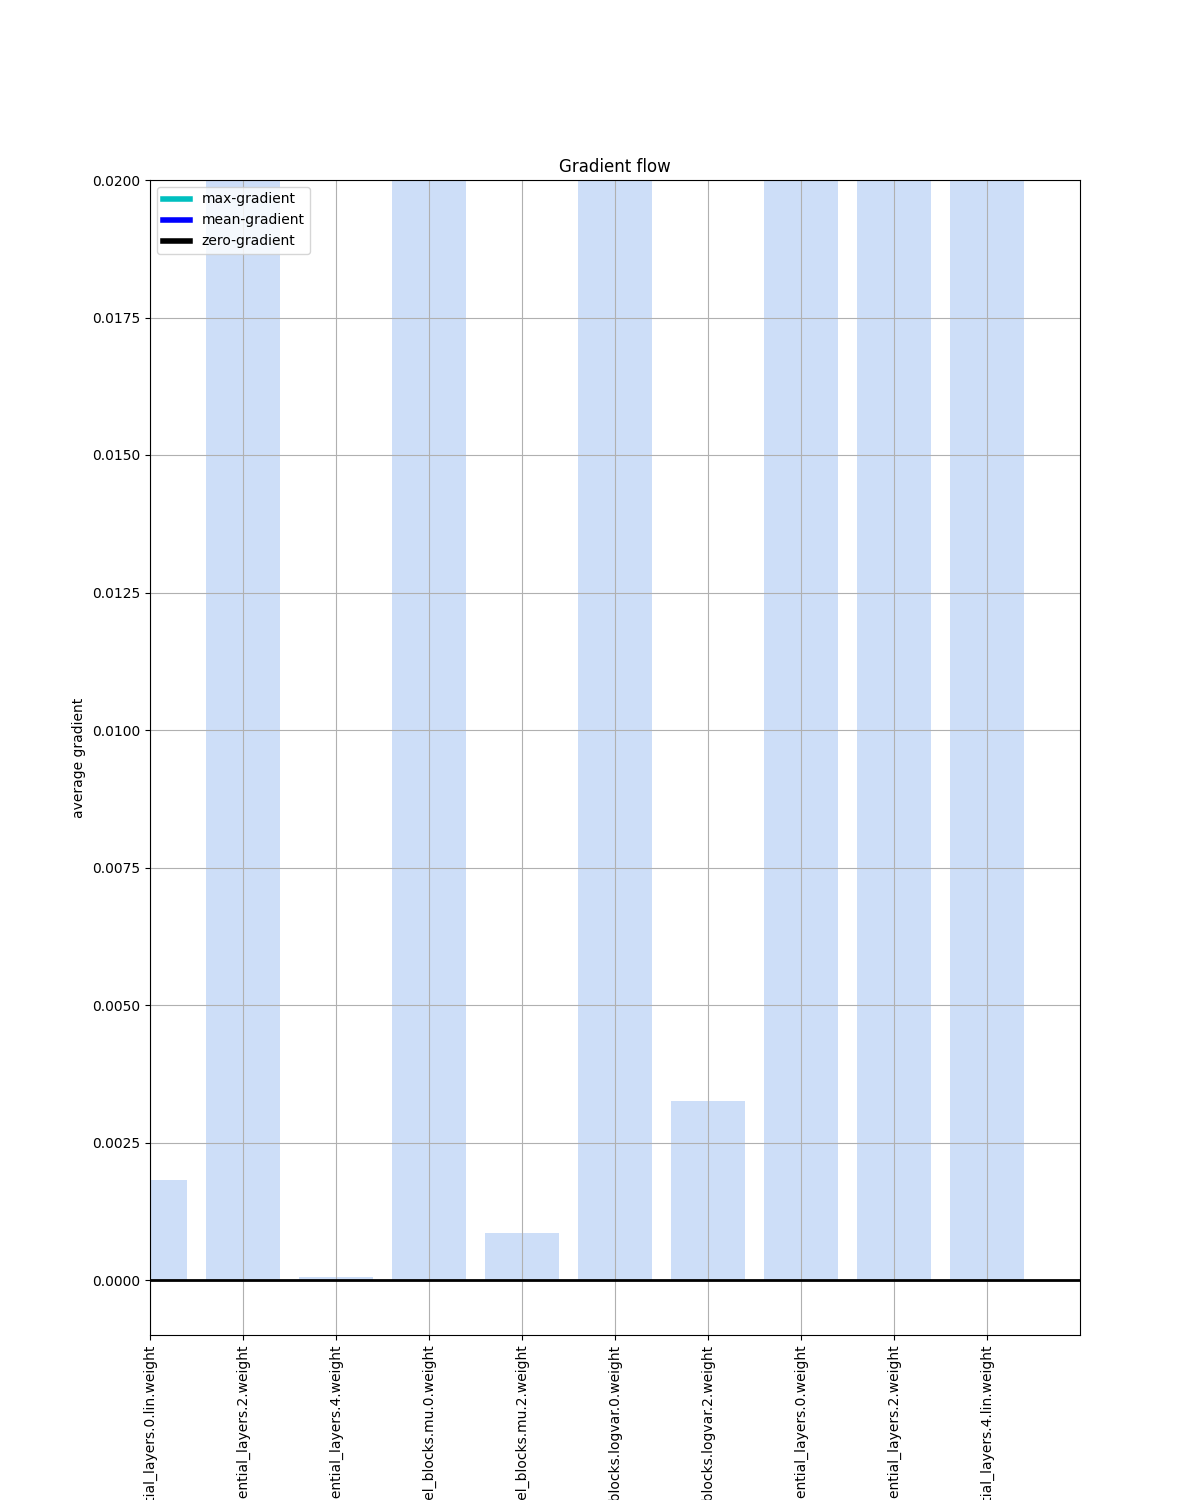 Gradient flow
max-gradient
mean-gradient
zero-gradient
0.0200
0.0175
0.0150
0.0125
0.0100
0.0075
0.0050
0.0025
0.0000
average gradient
tial_layers.0.lin.weight
ential_layers.2.weight
ential_layers.4.weight
el_blocks.mu.0.weight
el_blocks.mu.2.weight
blocks.logvar.0.weight
blocks.logvar.2.weight
ential_layers.0.weight
ential_layers.2.weight
tial_layers.4.lin.weight